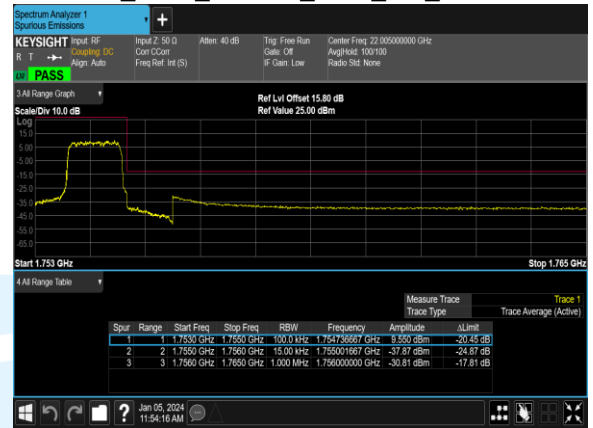 Spectrum Analyzer 1
Spurious Emissions
+
KEYSIGHT Input: RF Input Z: 50 Ω Atten: 40 dB Trig: Free Run Center Freq: 22.005000000 GHz
R T Coupling: DC Corr CCorr Gate: Off Avg|Hold: 100/100
Align: Auto Freq Ref: Int (S) IF Gain: Low Radio Std: None
PASS
3 All Range Graph
Ref Lvl Offset 15.80 dB
Scale/Div 10.0 dB Ref Value 25.00 dBm
Log
15.0
5.00
-5.00
-15.0
-25.0
-35.0
-45.0
-55.0
-65.0
Start 1.753 GHz Stop 1.765 GHz
4 All Range Table
Measure Trace Trace 1
Trace Type Trace Average (Active)
Spur Range Start Freq Stop Freq RBW Frequency Amplitude ΔLimit
1 1 1.7530 GHz 1.7550 GHz 100.0 kHz 1.754736667 GHz 9.550 dBm -20.45 dB
2 2 1.7550 GHz 1.7560 GHz 15.00 kHz 1.755001667 GHz -37.87 dBm -24.87 dB
3 3 1.7560 GHz 1.7650 GHz 1.000 MHz 1.756000000 GHz -30.81 dBm -17.81 dB
?
Jan 05, 2024
11:54:16 AM